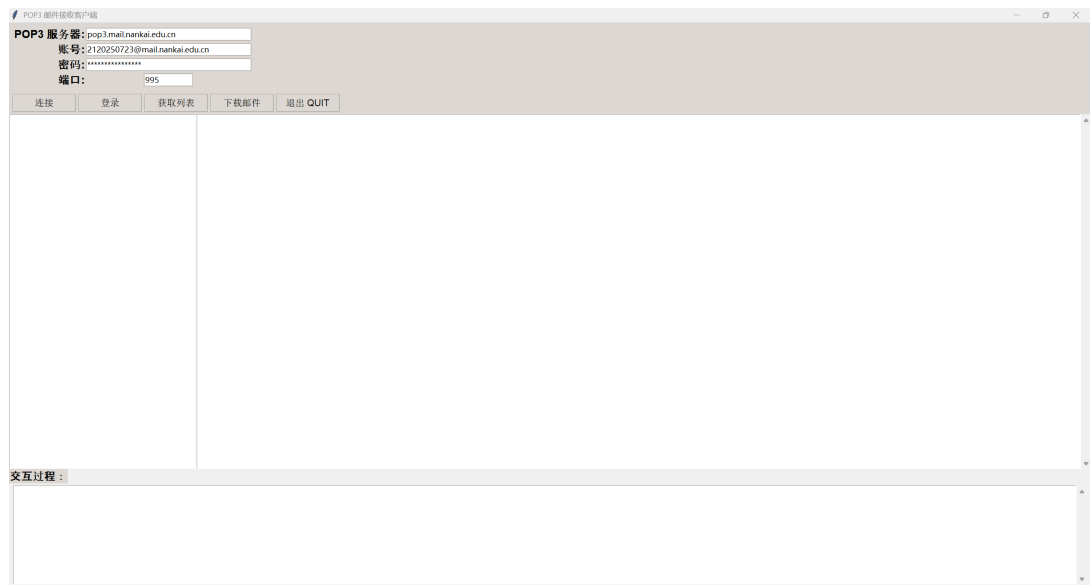 POP3 邮件接收客户端
POP3 服务器: pop3.mail.nankai.edu.cn
账号: 2120250723@mail.nankai.edu.cn
密码: ***************
端口: 995
连接 登录 获取列表 下载邮件 退出 QUIT
交互过程：